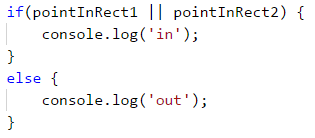 if(pointInRect1 || pointInRect2) {
    console.log('in');
}
else {
    console.log('out');
}